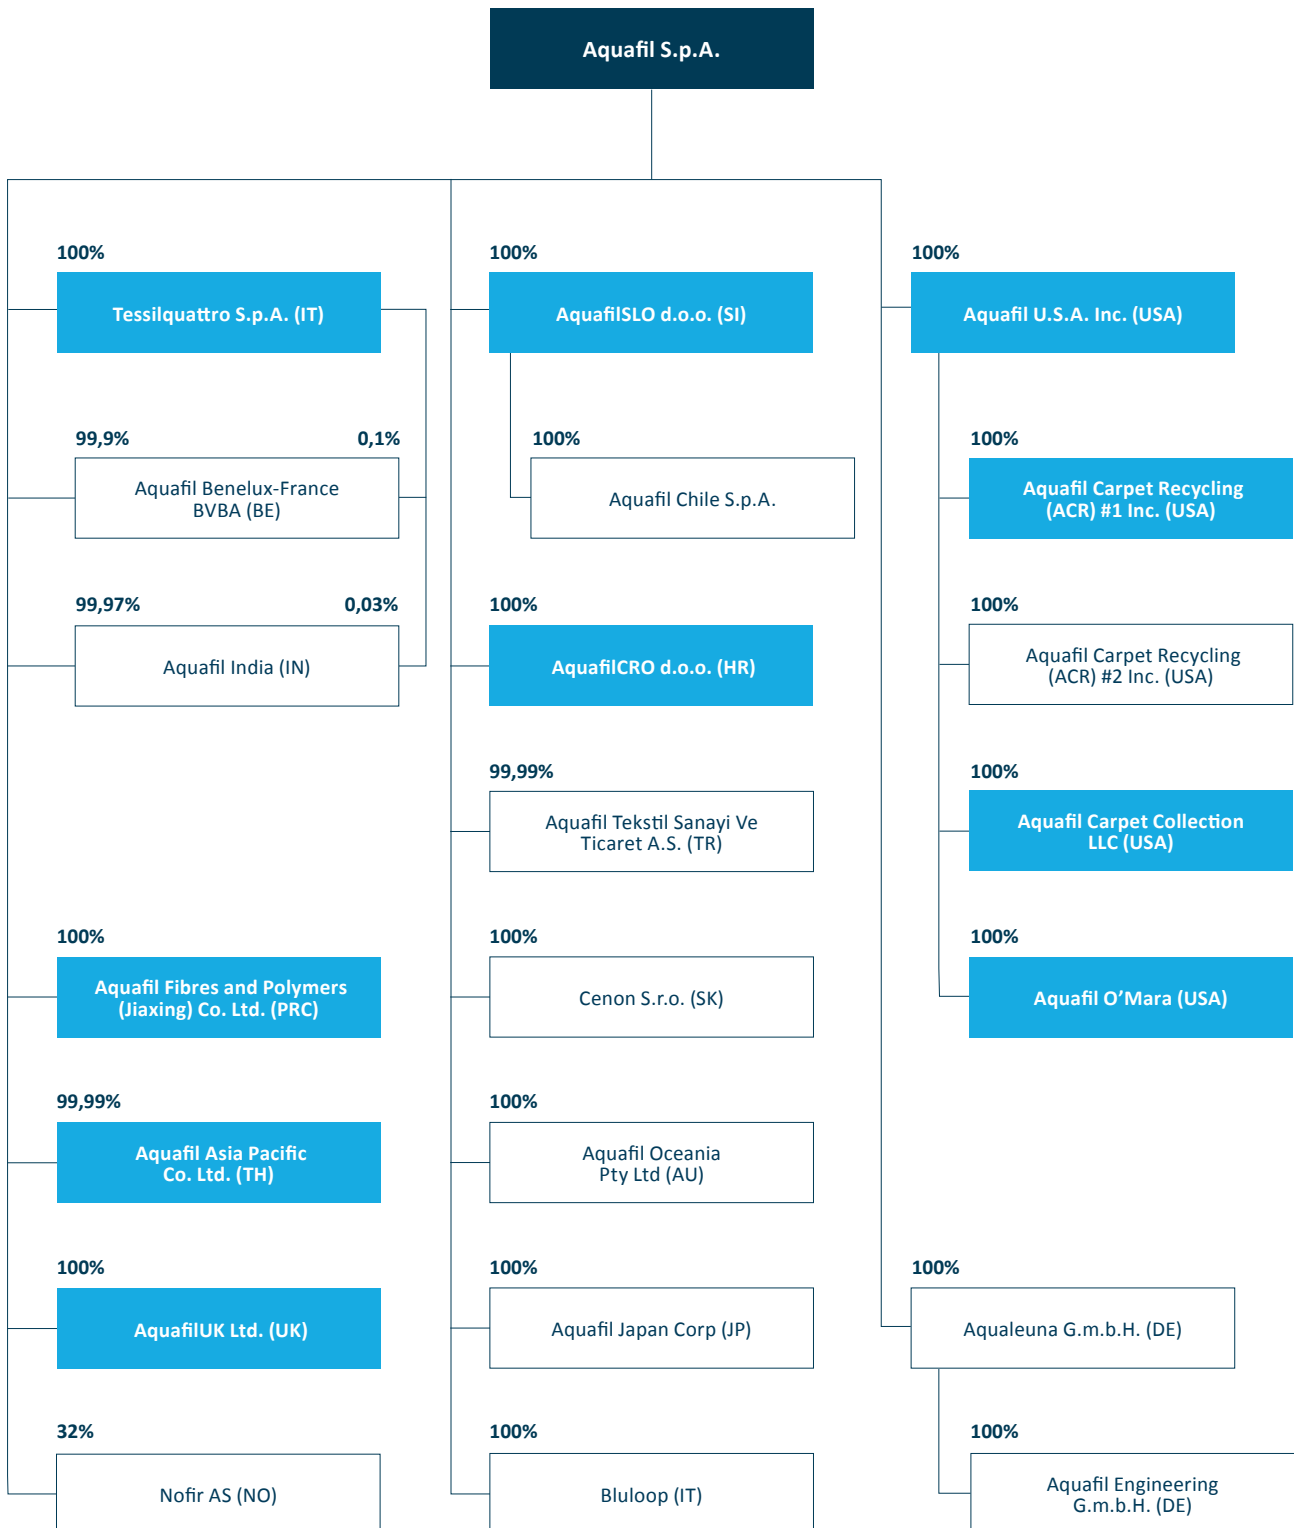 Aquafil S.p.A.
100%
Tessilquattro S.p.A. (IT)
99,9%
0,1%
Aquafil Benelux-France
BVBA (BE)
99,97%
0,03%
Aquafil India (IN)
100%
Aquafil Fibres and Polymers
(Jiaxing) Co. Ltd. (PRC)
99,99%
Aquafil Asia Pacific
Co. Ltd. (TH)
100%
AquafilUK Ltd. (UK)
32%
Nofir AS (NO)
100%
AquafilSLO d.o.o. (SI)
100%
Aquafil Chile S.p.A.
100%
AquafilCRO d.o.o. (HR)
99,99%
Aquafil Tekstil Sanayi Ve
Ticaret A.S. (TR)
100%
Cenon S.r.o. (SK)
100%
Aquafil Oceania
Pty Ltd (AU)
100%
Aquafil Japan Corp (JP)
100%
Bluloop (IT)
100%
Aquafil U.S.A. Inc. (USA)
100%
Aquafil Carpet Recycling
(ACR) #1 Inc. (USA)
100%
Aquafil Carpet Recycling
(ACR) #2 Inc. (USA)
100%
Aquafil Carpet Collection
LLC (USA)
100%
Aquafil O’Mara (USA)
100%
Aqualeuna G.m.b.H. (DE)
100%
Aquafil Engineering
G.m.b.H. (DE)